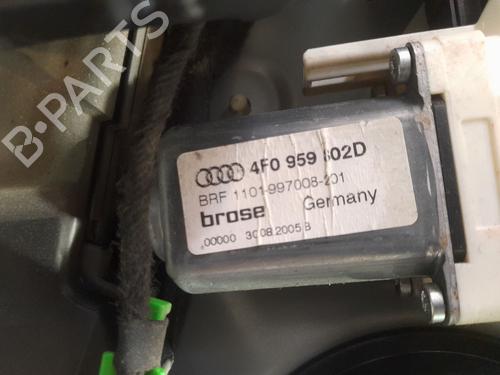 B-PARTS
4F0 959 802D
BRF 1101-997008-201
brose Germany
,00000 30.08.2005 B